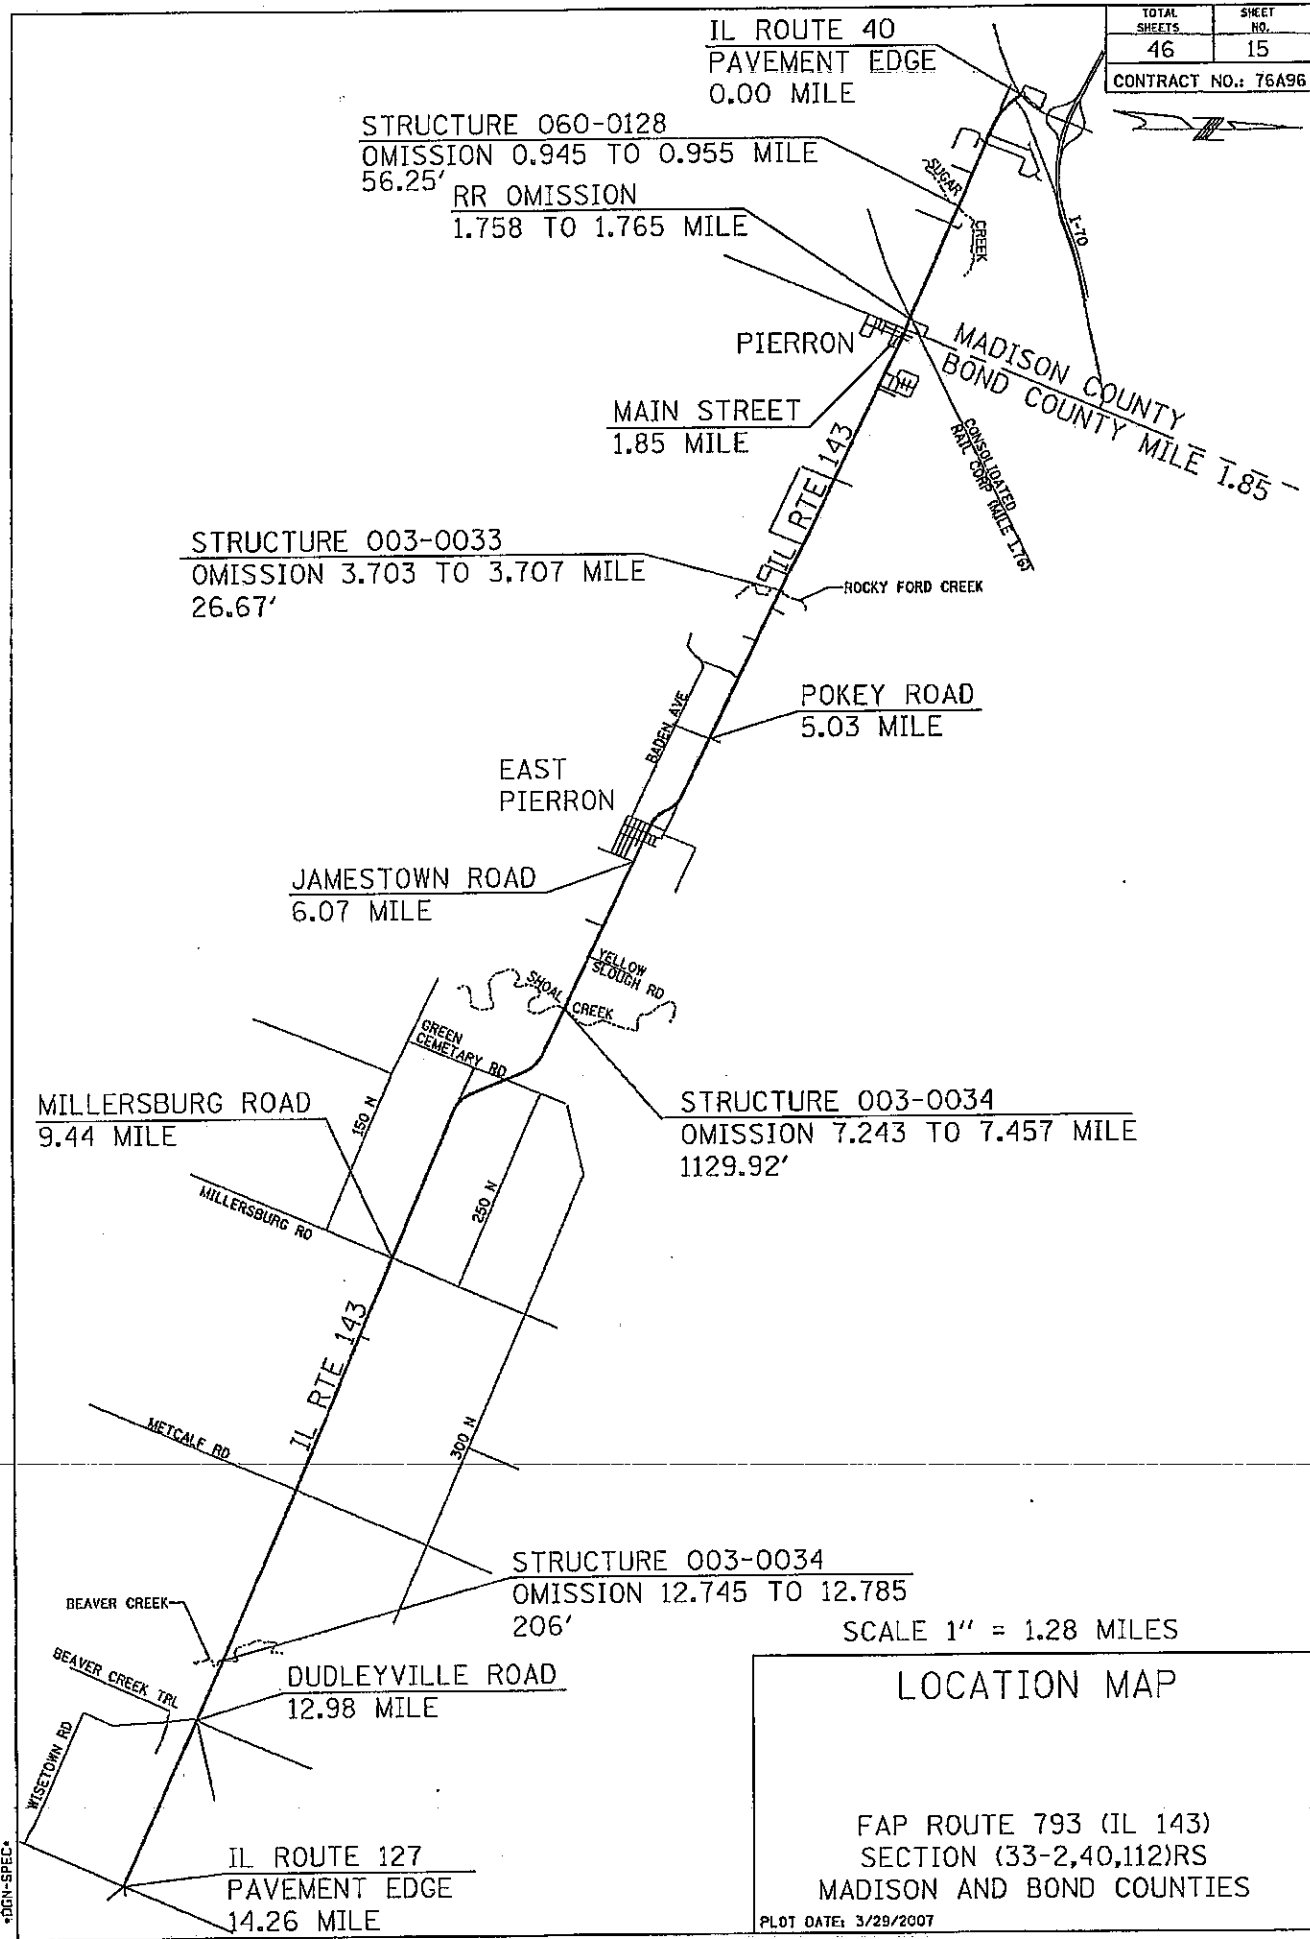 TOTAL SHEETS
SHEET NO.
46
15
CONTRACT NO.: 76A96
IL ROUTE 40
PAVEMENT EDGE
0.00 MILE
STRUCTURE 060-0128
OMISSION 0.945 TO 0.955 MILE
56.25'
RR OMISSION
1.758 TO 1.765 MILE
SUGAR
CREEK
I-70
PIERRON
MADISON COUNTY
BOND COUNTY MILE 1.85
MAIN STREET
1.85 MILE
CONSOLIDATED
RAIL CORP (MILE 1.76)
IL RTE 143
STRUCTURE 003-0033
OMISSION 3.703 TO 3.707 MILE
26.67'
ROCKY FORD CREEK
POKEY ROAD
5.03 MILE
BADEN AVE
EAST
PIERRON
JAMESTOWN ROAD
6.07 MILE
YELLOW
SLOUGH RD
SHOAL
CREEK
GREEN
CEMETARY RD
STRUCTURE 003-0034
OMISSION 7.243 TO 7.457 MILE
1129.92'
MILLERSBURG ROAD
9.44 MILE
150 N
250 N
MILLERSBURG RD
IL RTE 143
METCALF RD
300 N
STRUCTURE 003-0034
OMISSION 12.745 TO 12.785
206'
BEAVER CREEK
BEAVER CREEK TRL
DUDLEYVILLE ROAD
12.98 MILE
WISETOWN RD
IL ROUTE 127
PAVEMENT EDGE
14.26 MILE
SCALE 1" = 1.28 MILES
LOCATION MAP
FAP ROUTE 793 (IL 143)
SECTION (33-2,40,112)RS
MADISON AND BOND COUNTIES
PLOT DATE: 3/29/2007
*DGN-SPEC*